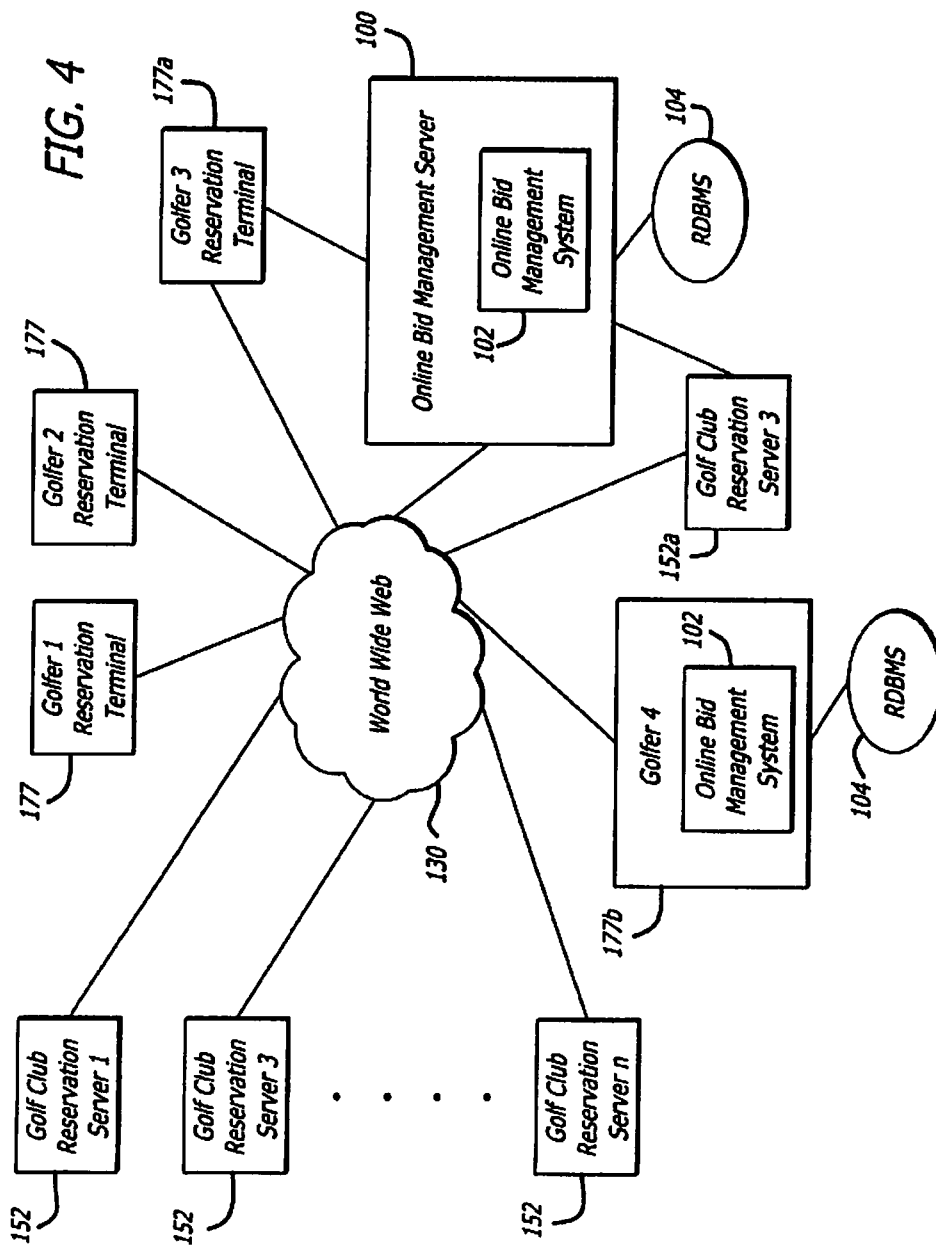 FIG. 4
177
Golfer 1
Reservation
Terminal
177
Golfer 2
Reservation
Terminal
177a
Golfer 3
Reservation
Terminal
100
Online Bid Management Server
102
Online Bid
Management
System
104
RDBMS
World Wide Web
130
152
Golf Club
Reservation
Server 1
152
Golf Club
Reservation
Server 3
152
Golf Club
Reservation
Server n
177b
Golfer 4
102
Online Bid
Management
System
104
RDBMS
152a
Golf Club
Reservation
Server 3